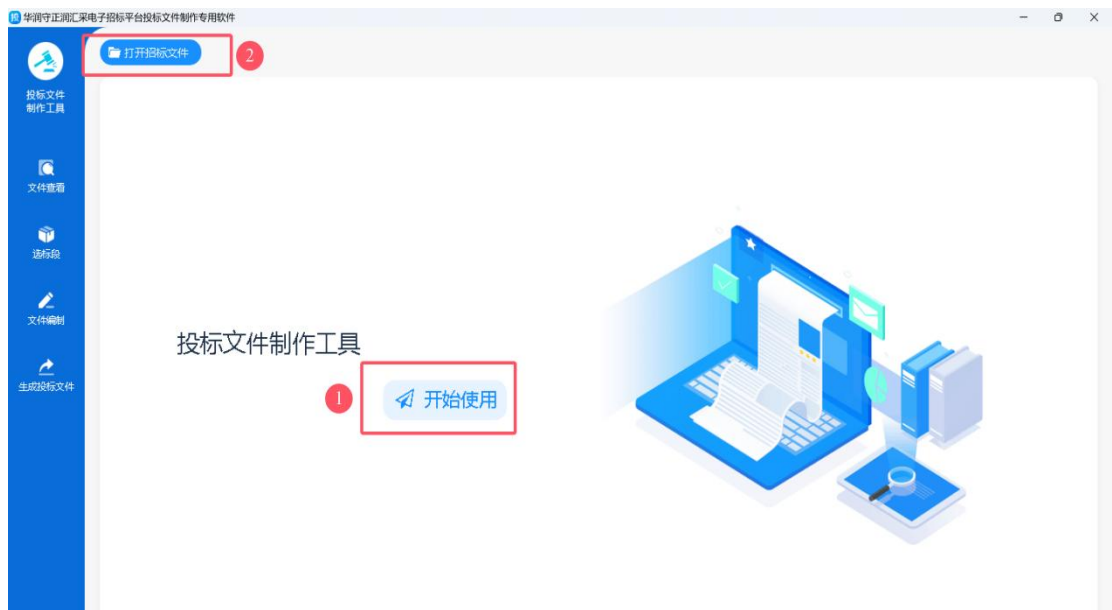 投 华润守正润汇采电子招标平台投标文件制作专用软件
打开招标文件
2
投标文件
制作工具
文件查看
选标段
文件编制
生成投标文件
投标文件制作工具
1
开始使用